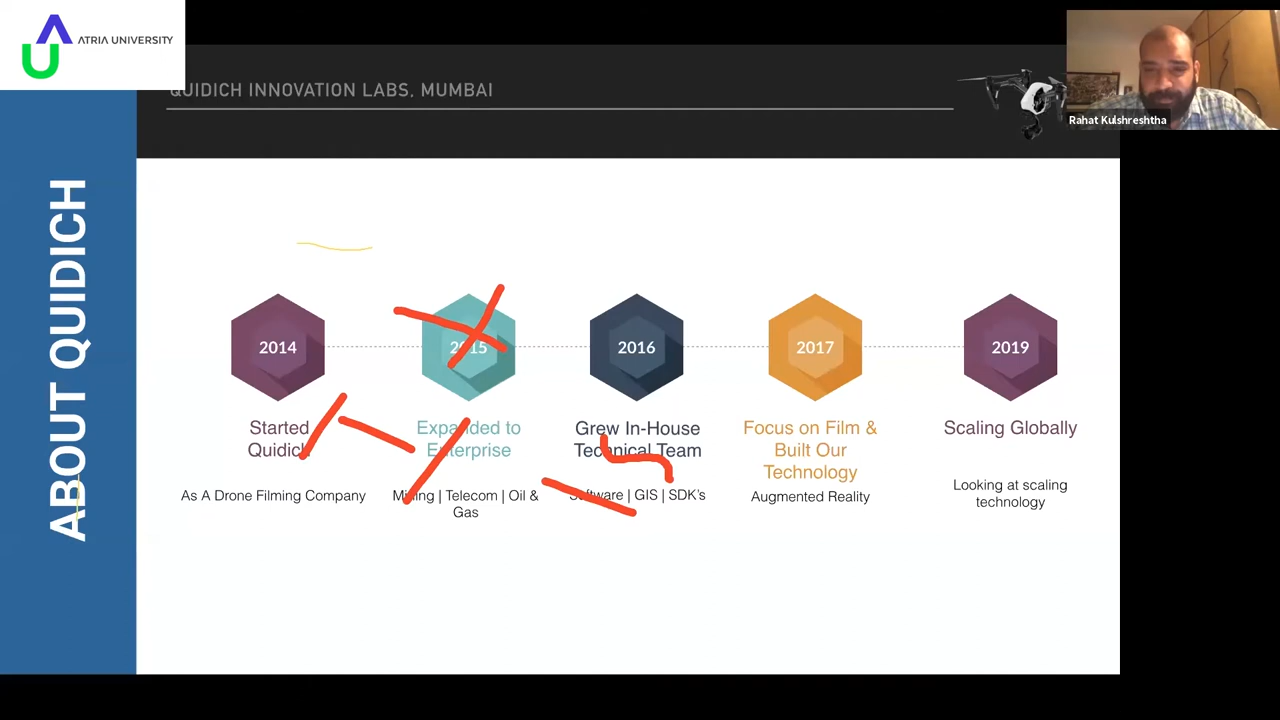 ATRIA UNIVERSITY
QUIDICH INNOVATION LABS, MUMBAI
Rahat Kulshreshtha
ABOUT QUIDICH
2014
2015
2016
2017
2019
Started
Quidich
As A Drone Filming Company
Expanded to
Enterprise
Mining | Telecom | Oil &
Gas
Grew In-House
Technical Team
Software | GIS | SDK's
Focus on Film &
Built Our
Technology
Augmented Reality
Scaling Globally
Looking at scaling
technology